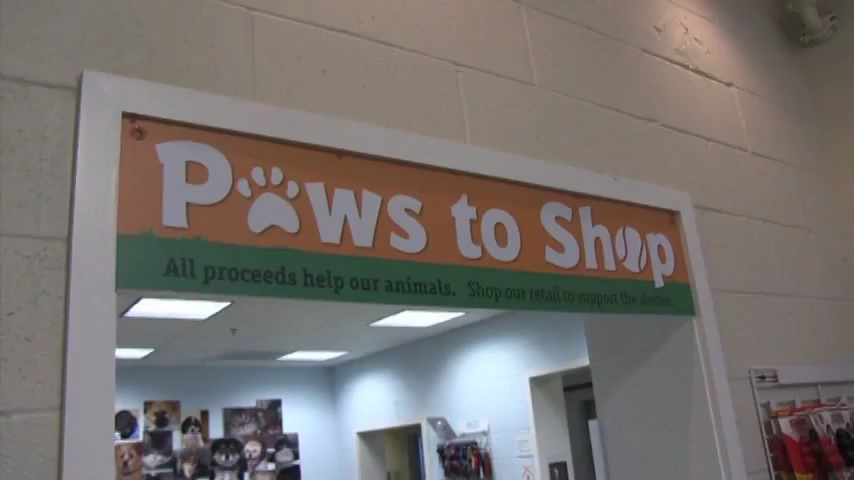 Paws to Shop
All proceeds help our animals. Shop our retail to support the shelter.